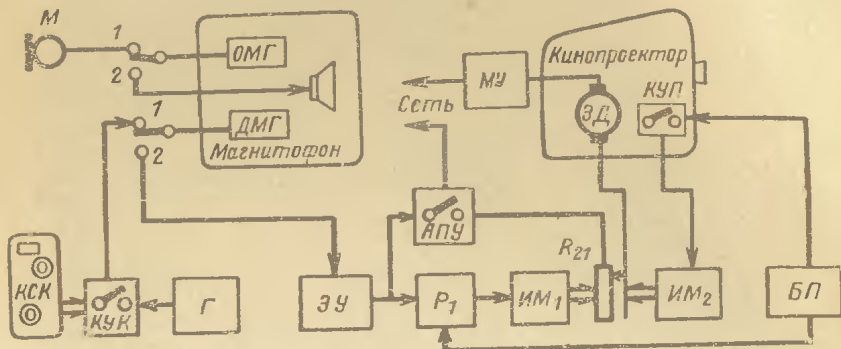 М
1
2
ОМГ
1
2
ДМГ
Магнитофон
Кинопроектор
МУ
Сеть
ЭД
КУП
АПУ
R21
КСК
КУК
Г
ЭУ
Р1
ИМ1
ИМ2
БП